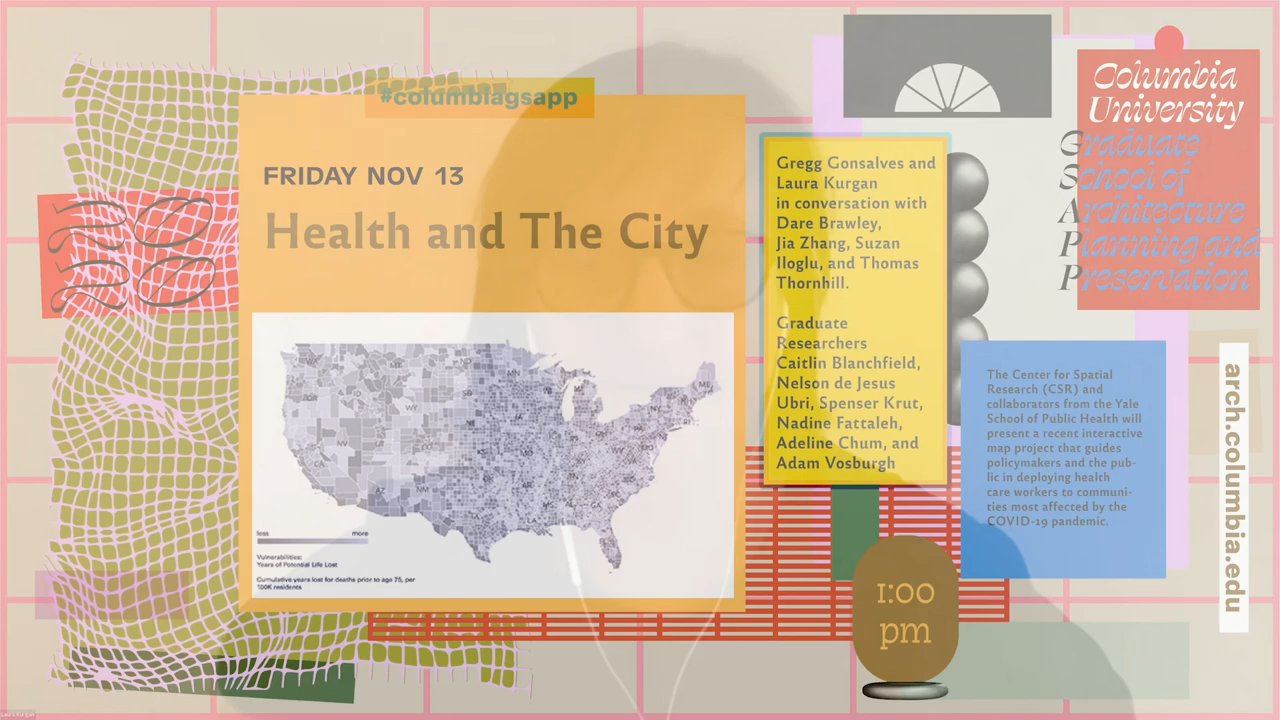 #columbiagsapp
FRIDAY NOV 13
Health and The City
less
more
Vulnerabilities:
Years of Potential Life Lost
Cumulative years lost for deaths prior to age 75, per
100K residents
Gregg Gonsalves and
Laura Kurgan
in conversation with
Dare Brawley,
Jia Zhang, Suzan
Iloglu, and Thomas
Thornhill.
Graduate
Researchers
Caitlin Blanchfield,
Nelson de Jesus
Ubri, Spenser Krut,
Nadine Fattaleh,
Adeline Chum, and
Adam Vosburgh
1:00
pm
Columbia
University
Graduate
School of
Architecture
Planning and
Preservation
The Center for Spatial
Research (CSR) and
collaborators from the Yale
School of Public Health will
present a recent interactive
map project that guides
policymakers and the pub-
lic in deploying health
care workers to communi-
ties most affected by the
COVID-19 pandemic.
arch.columbia.edu
Laura Kurgan